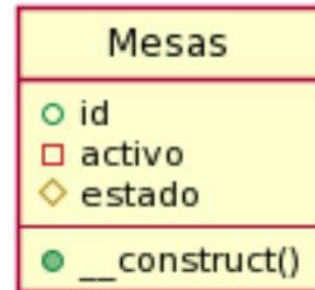 Mesas
id
activo
estado
__construct()